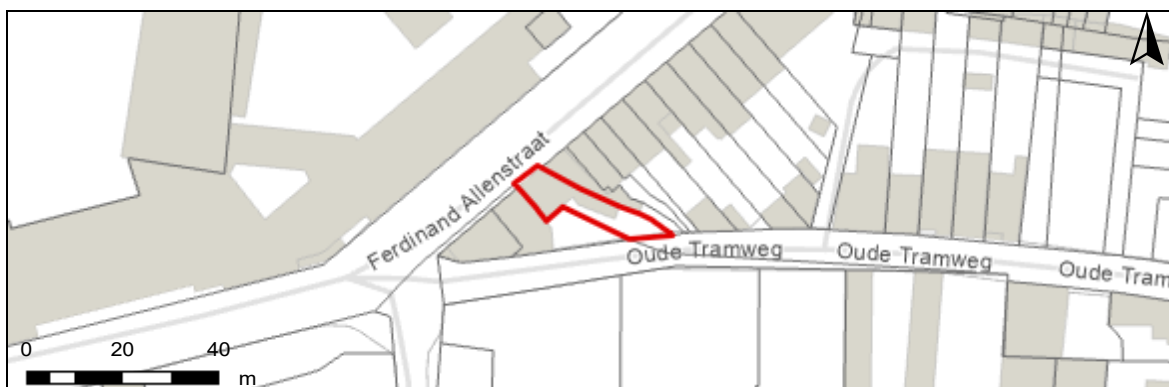 Ferdinand Allenstraat
Oude Tramweg
Oude Tramweg
Oude Tram
0 20 40
m